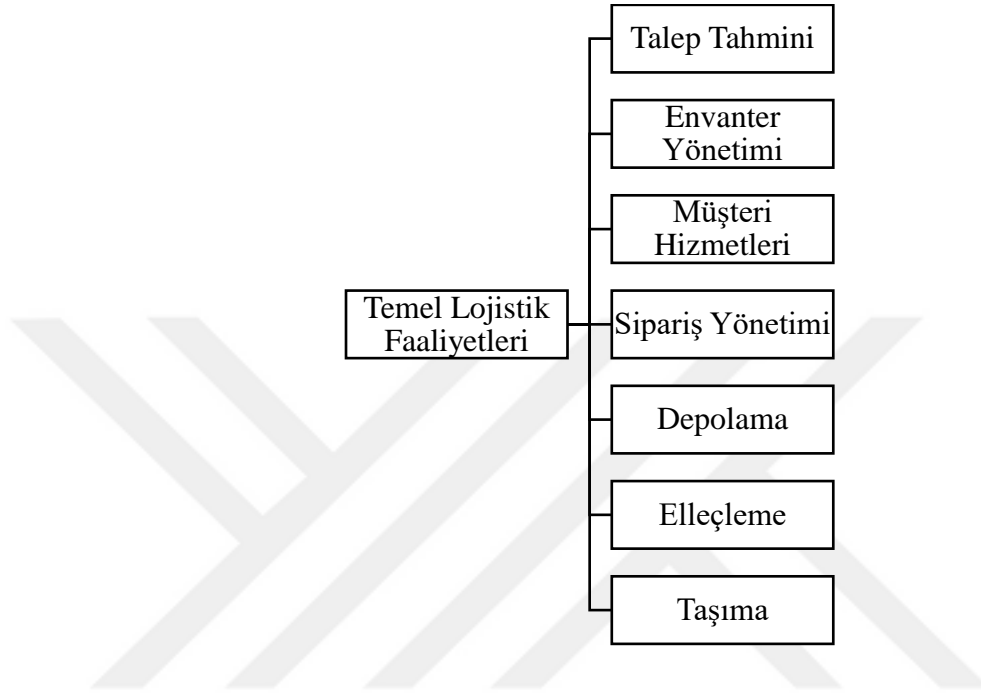 Talep Tahmini
Envanter
Yönetimi
Müşteri
Hizmetleri
Temel Lojistik
Faaliyetleri
Sipariş Yönetimi
Depolama
Elleçleme
Taşıma